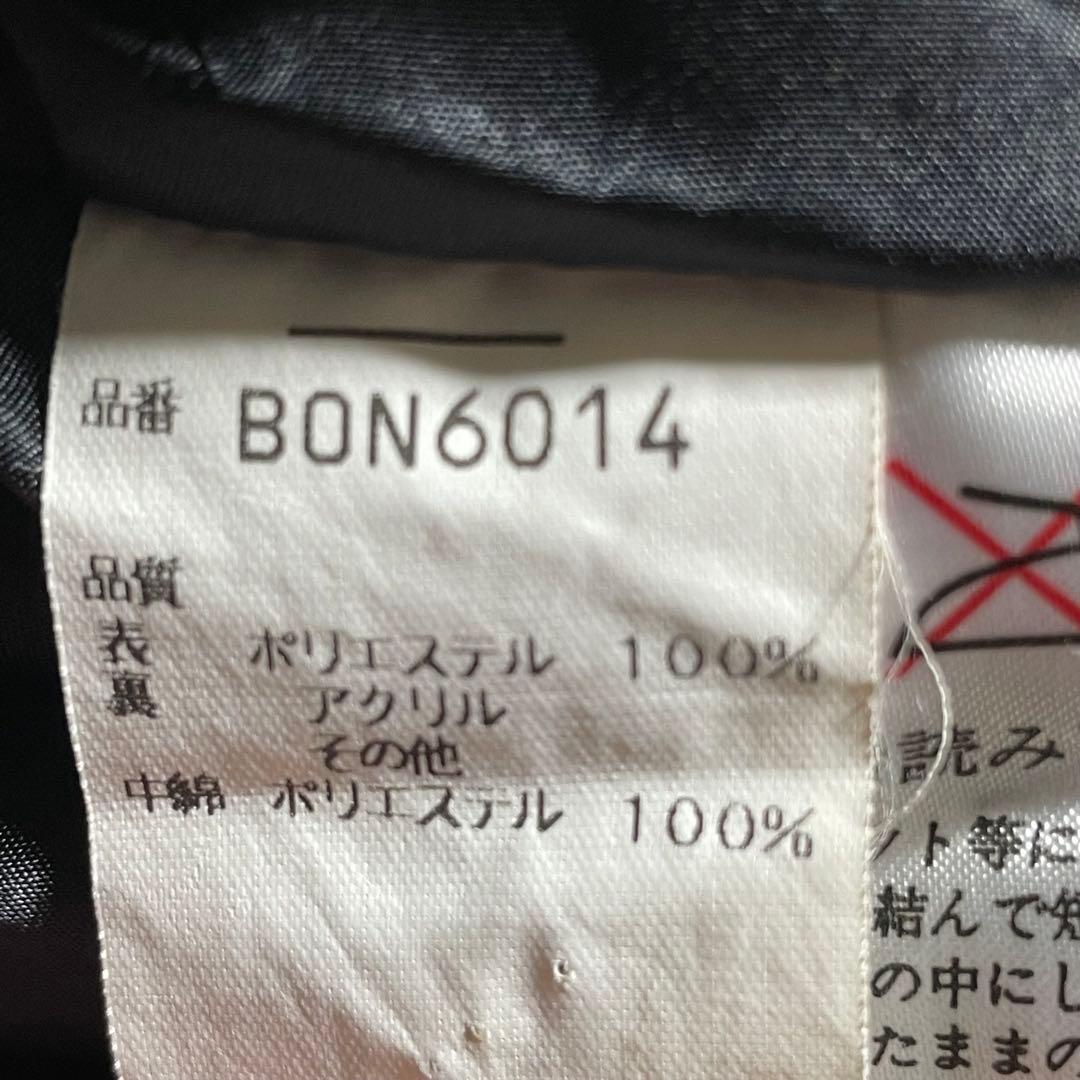 品番 BON6014
品質
表 ポリエステル 100%
裏 アクリル
その他
中綿 ポリエステル 100%
読み
ット等に
結んで短
の中にし
たままの